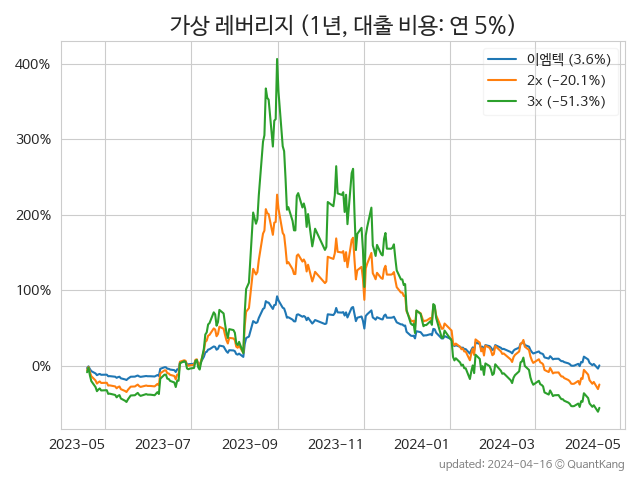 가상 레버리지 (1년, 대출 비용: 연 5%)
이엠텍 (3.6%)
2x (-20.1%)
3x (-51.3%)
400%
300%
200%
100%
0%
2023-05 2023-07 2023-09 2023-11 2024-01 2024-03 2024-05
updated: 2024-04-16 © QuantKang